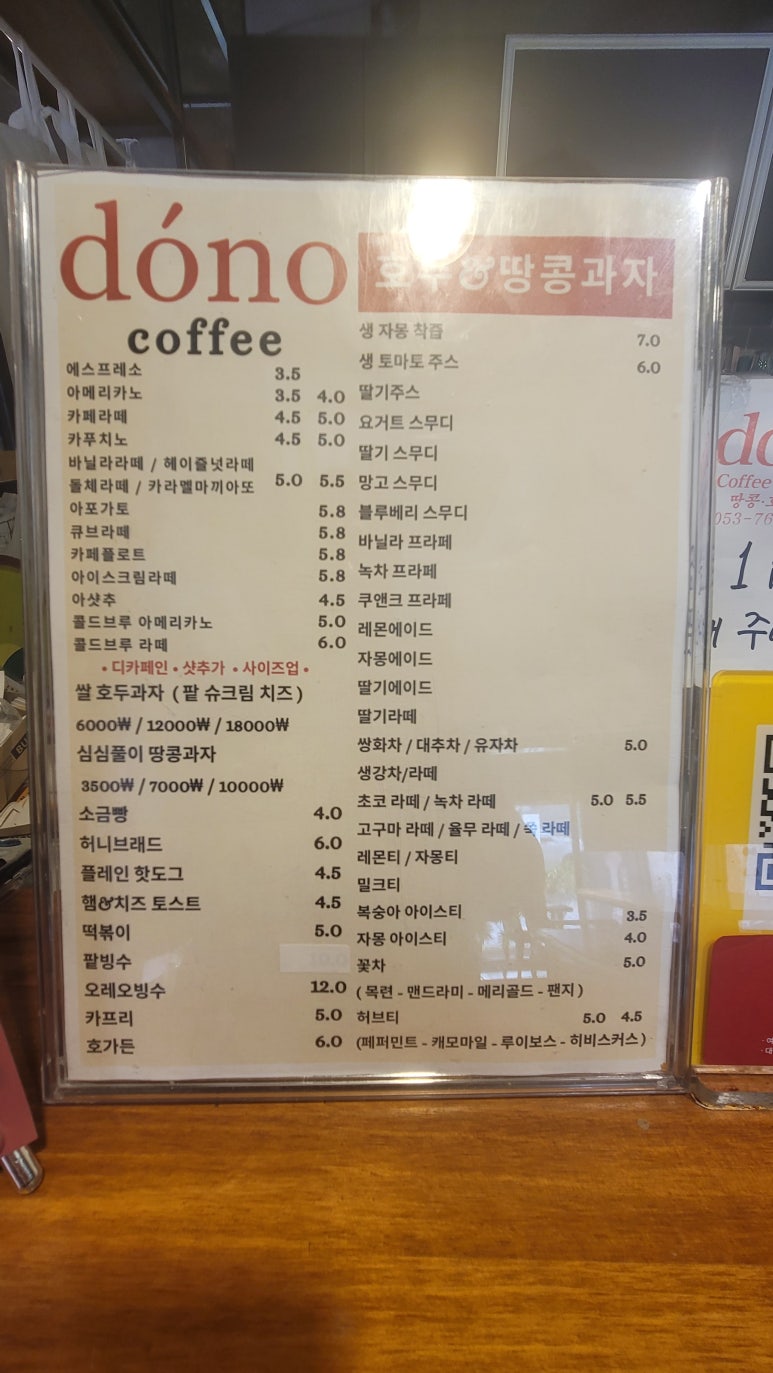 dóno
coffee
호두&땅콩과자
에스프레소 3.5
아메리카노 3.5 4.0
카페라떼 4.5 5.0
카푸치노 4.5 5.0
바닐라라떼 / 헤이즐넛라떼
돌체라떼 / 카라멜마끼아또 5.0 5.5
아포가토 5.8
큐브라떼 5.8
카페플로트 5.8
아이스크림라떼 5.8
아샷추 4.5
콜드브루 아메리카노 5.0
콜드브루 라떼 6.0
• 디카페인 • 샷추가 • 사이즈업 •
쌀 호두과자 ( 팥 슈크림 치즈 )
6000₩ / 12000₩ / 18000₩
심심풀이 땅콩과자
3500₩ / 7000₩ / 10000₩
소금빵 4.0
허니브래드 6.0
플레인 핫도그 4.5
햄&치즈 토스트 4.5
떡볶이 5.0
팥빙수
오레오빙수 12.0
카프리 5.0
호가든 6.0
생 자몽 착즙 7.0
생 토마토 주스 6.0
딸기주스
요거트 스무디
딸기 스무디
망고 스무디
블루베리 스무디
바닐라 프라페
녹차 프라페
쿠앤크 프라페
레몬에이드
자몽에이드
딸기에이드
딸기라떼
쌍화차 / 대추차 / 유자차 5.0
생강차/라떼
초코 라떼 / 녹차 라떼 5.0 5.5
고구마 라떼 / 율무 라떼 / 쑥 라떼
레몬티 / 자몽티
밀크티
복숭아 아이스티 3.5
자몽 아이스티 4.0
꽃차 5.0
( 목련 - 맨드라미 - 메리골드 - 팬지 )
허브티 5.0 4.5
(페퍼민트 - 캐모마일 - 루이보스 - 히비스커스 )
Coffee
053-76